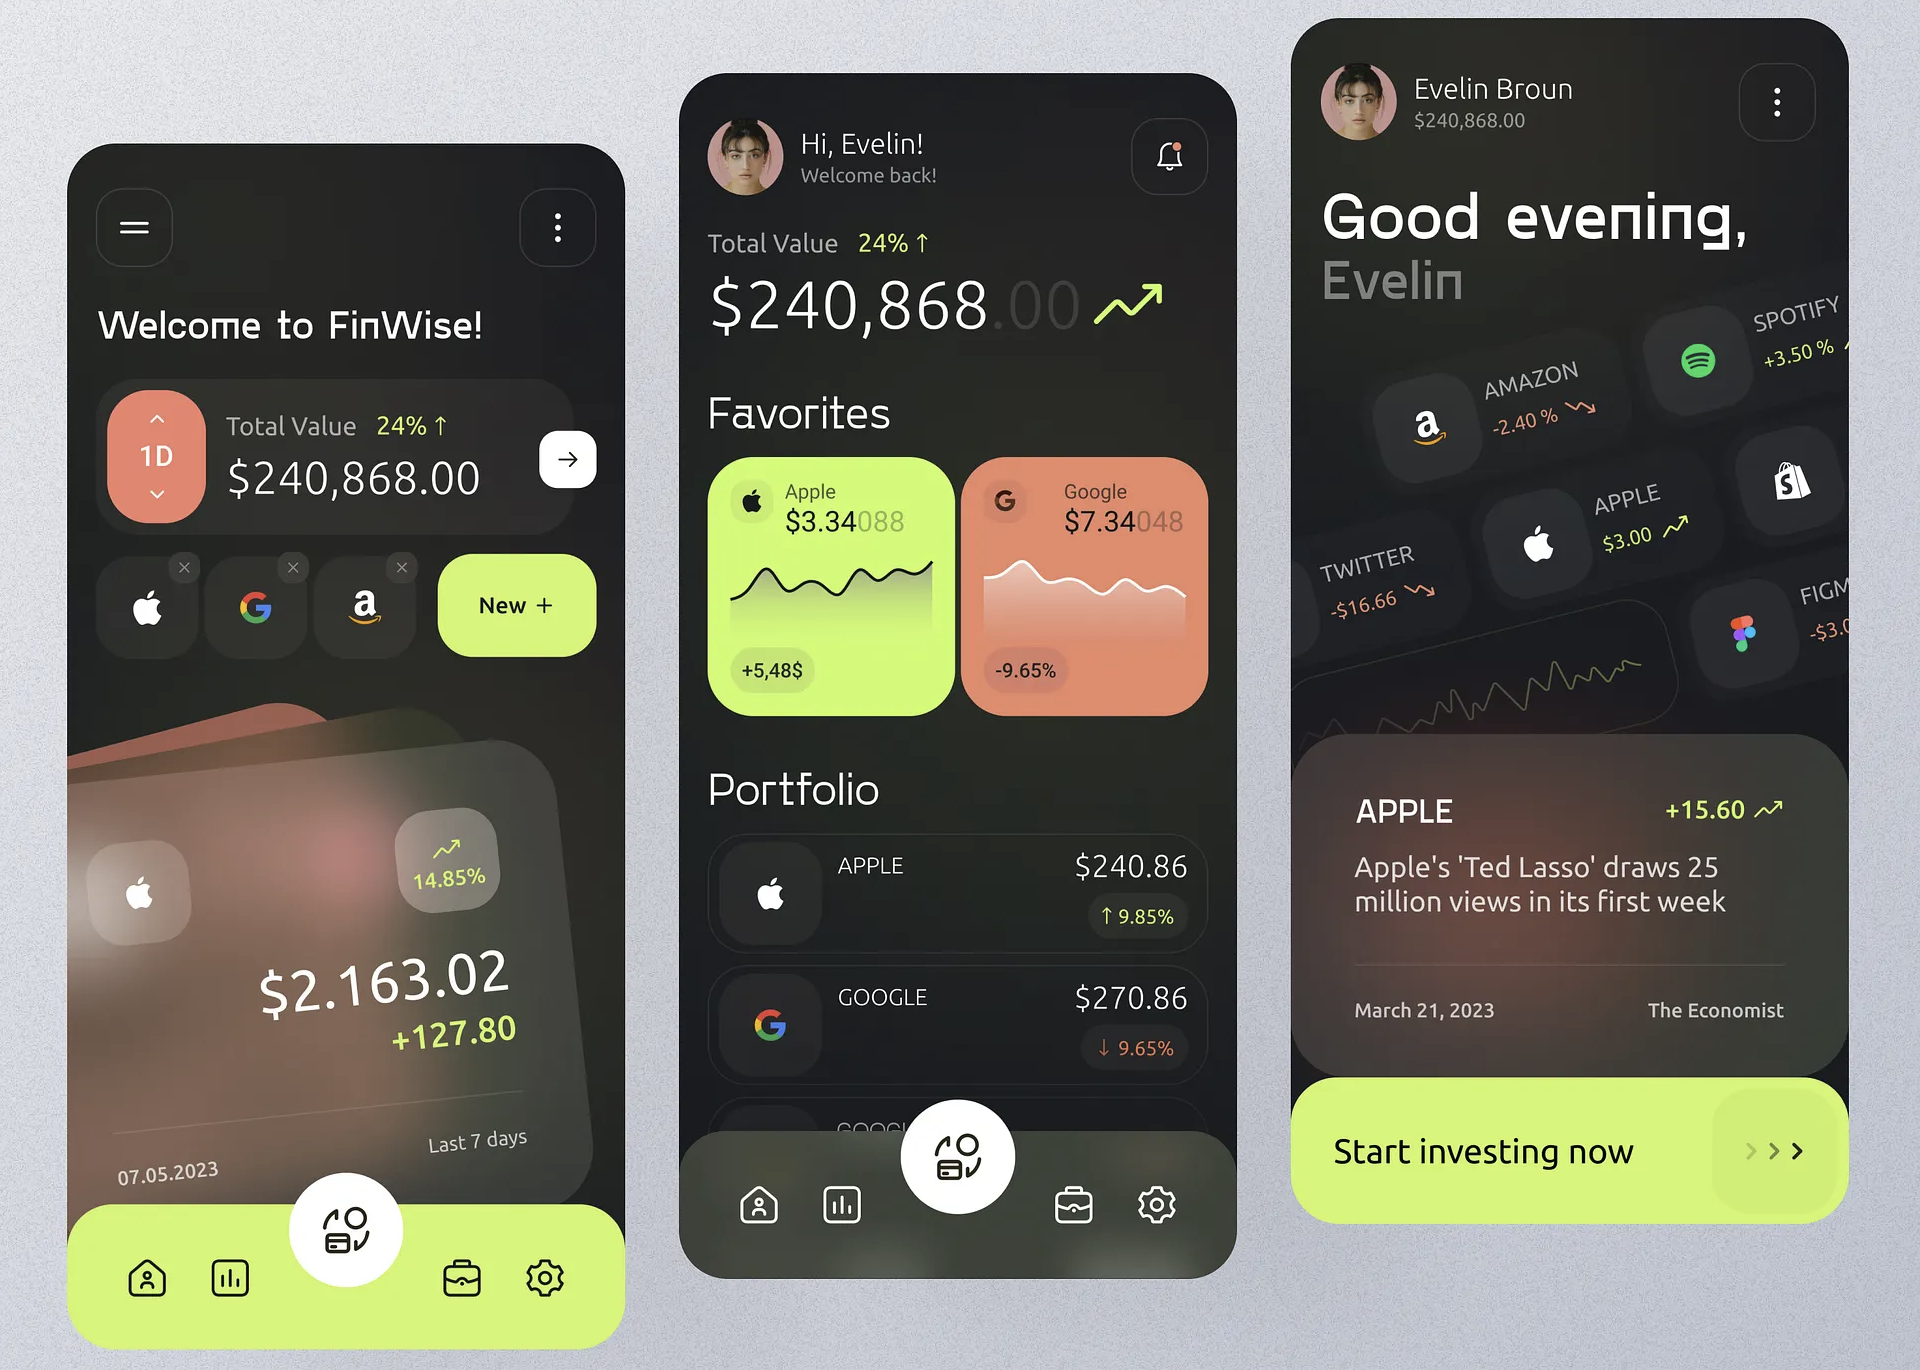 Welcome to FinWise!
1D
Total Value 24% ↑
$240,868.00
New +
14.85%
$2.163.02
+127.80
Last 7 days
07.05.2023
Hi, Evelin!
Welcome back!
Total Value 24% ↑
$240,868.00
Favorites
Apple
$3.34088
+5,48$
Google
$7.34048
-9.65%
Portfolio
APPLE
$240.86
↑ 9.85%
GOOGLE
$270.86
↓ 9.65%
Evelin Broun
$240,868.00
Good evening,
Evelin
SPOTIFY
+3.50 %
AMAZON
-2.40 %
APPLE
$3.00
TWITTER
-$16.66
APPLE
+15.60
Apple's 'Ted Lasso' draws 25
million views in its first week
March 21, 2023
The Economist
Start investing now